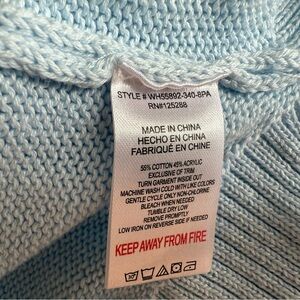 STYLE # WH55892-340-8PA
RN#125288
MADE IN CHINA
HECHO EN CHINA
FABRIQUÉ EN CHINE
55% COTTON 45% ACRYLIC
EXCLUSIVE OF TRIM
TURN GARMENT INSIDE OUT
MACHINE WASH COLD WITH LIKE COLORS
GENTLE CYCLE ONLY NON-CHLORINE
BLEACH WHEN NEEDED
TUMBLE DRY LOW
REMOVE PROMPTLY
LOW IRON ON REVERSE SIDE IF NEEDED
KEEP AWAY FROM FIRE